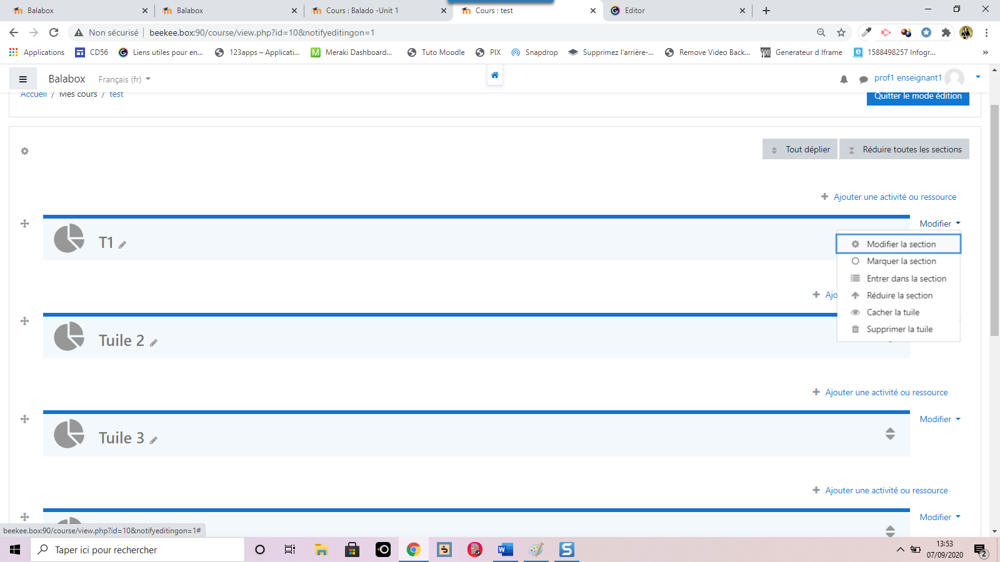 Balabox
Balabox
Cours : Balado -Unit 1
Cours : test
Editor
Non sécurisé
beekee.box:90/course/view.php?id=10&notifyeditingon=1
Applications
CD56
Liens utiles pour en...
123apps – Applicati...
Meraki Dashboard...
Tuto Moodle
PIX
Snapdrop
Supprimez l'arrière-...
Remove Video Back...
Generateur d Iframe
1588498257 Infogr...
»
Balabox
Français (fr)
prof1 enseignant1
Accueil / Mes cours / test
Quitter le mode édition
Tout déplier
Réduire toutes les sections
Ajouter une activité ou ressource
Modifier
T1
Modifier la section
Marquer la section
Entrer dans la section
Réduire la section
Cacher la tuile
Supprimer la tuile
Ajo
Tuile 2
Ajouter une activité ou ressource
Modifier
Tuile 3
Ajouter une activité ou ressource
Modifier
beekee.box:90/course/view.php?id=10&notifyeditingon=1#
Taper ici pour rechercher
13:53
07/09/2020
2